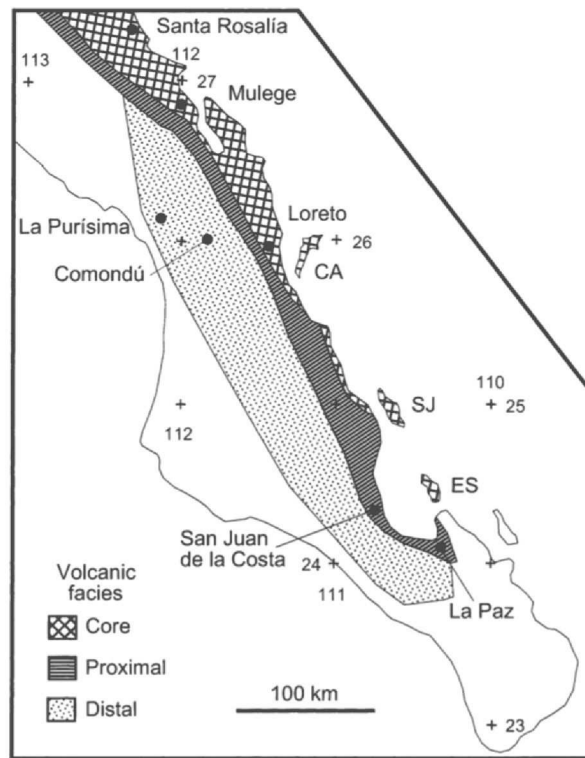 Santa Rosalía
112
113
27
Mulege
La Purísima
Loreto
26
Comondú
CA
110
SJ
25
112
ES
San Juan
de la Costa
24
111
La Paz
Volcanic
facies
Core
Proximal
Distal
100 km
23